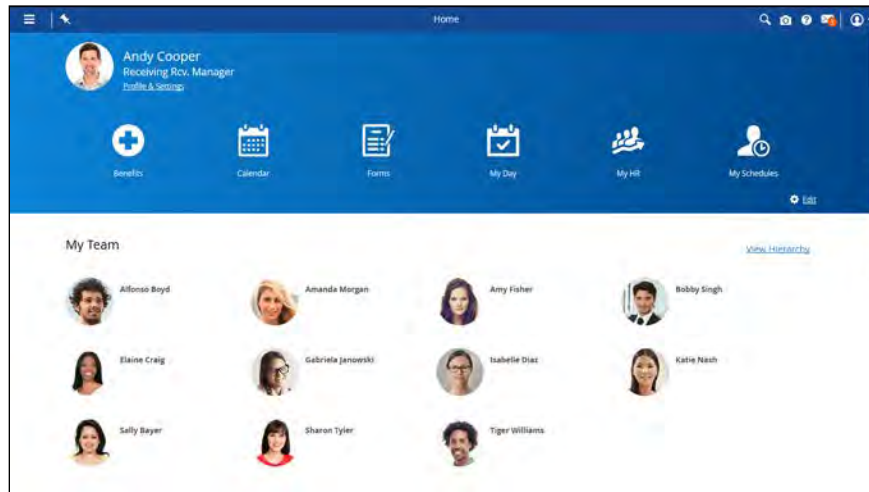 Home
Andy Cooper
Receiving Rcv. Manager
Profile & Settings
Benefits
Calendar
Forms
My Day
My HR
My Schedules
Edit
My Team
View Hierarchy
Alfonso Boyd
Amanda Morgan
Amy Fisher
Bobby Singh
Elaine Craig
Gabriela Janowski
Isabelle Diaz
Katie Nash
Sally Bayer
Sharon Tyler
Tiger Williams